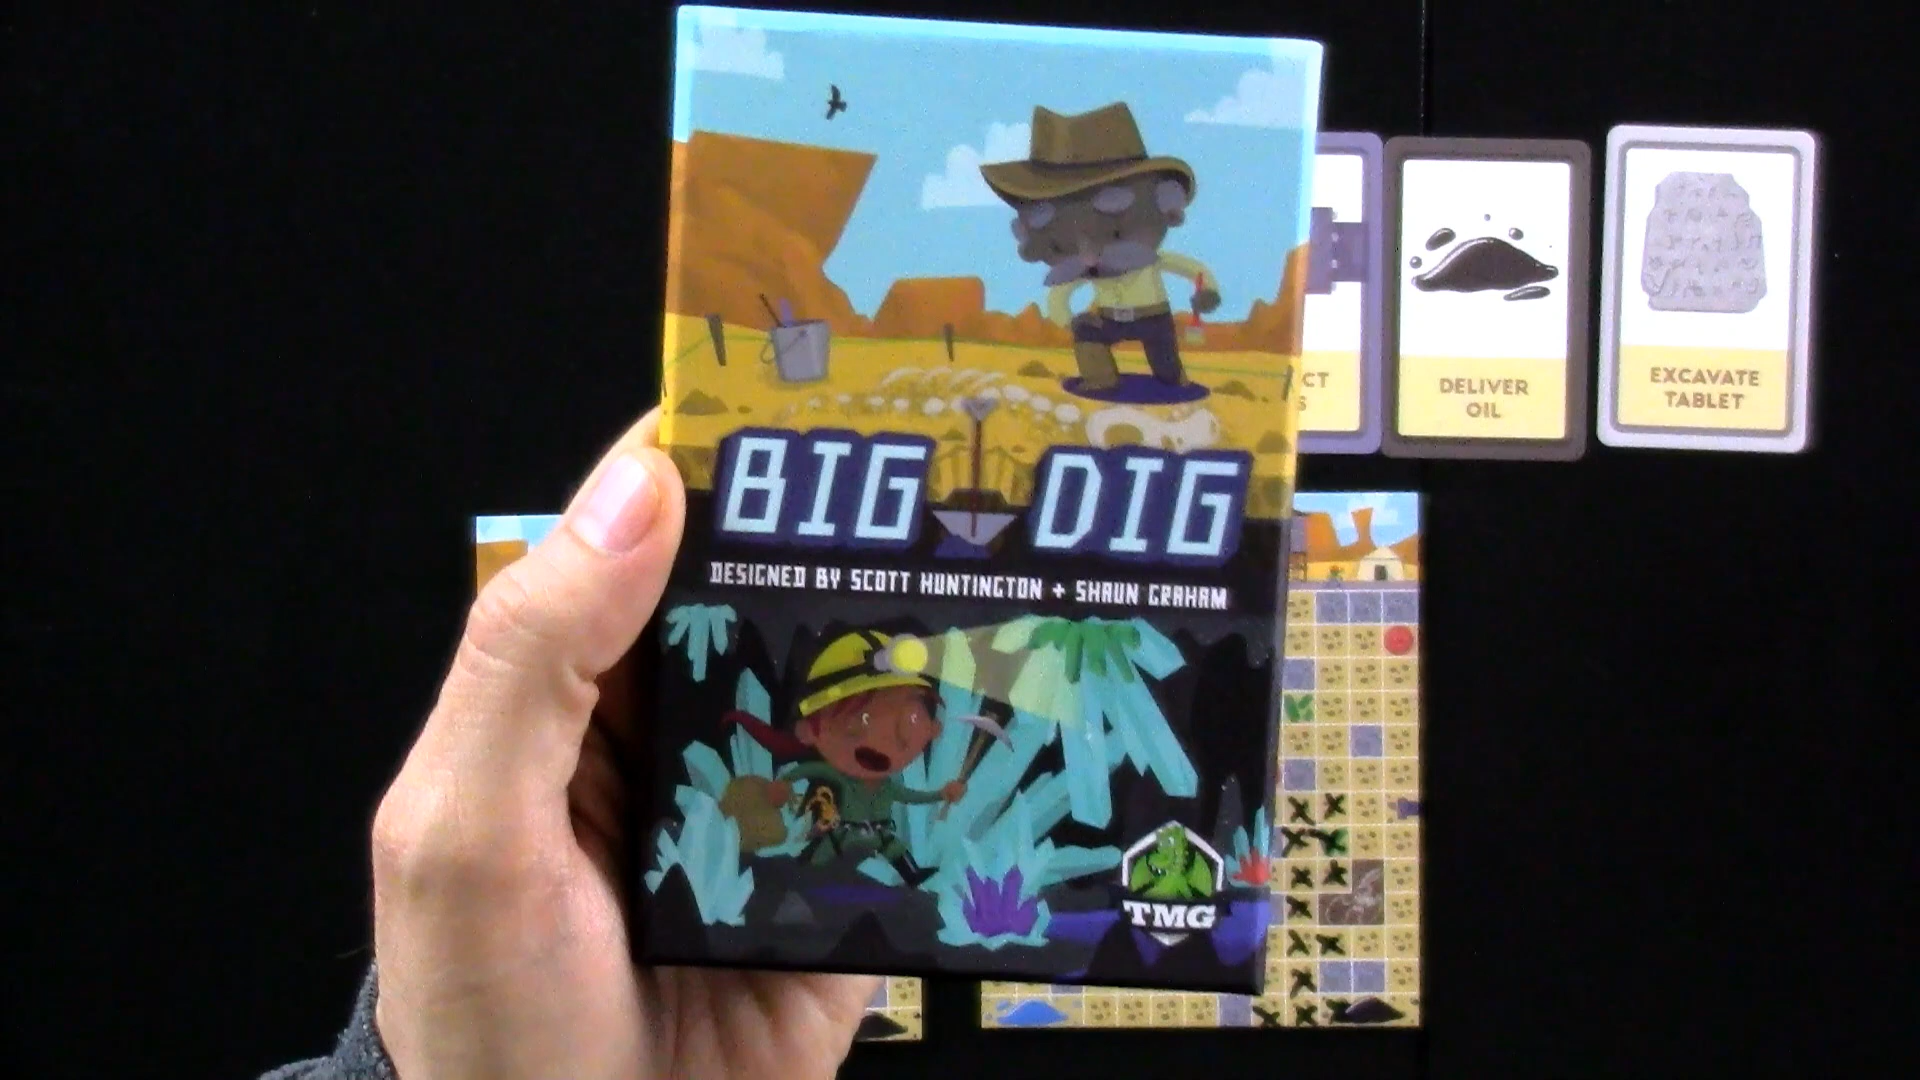 BIG DIG
DESIGNED BY SCOTT HUNTINGTON + SHAUN GRAHAM
TMG
DELIVER
OIL
EXCAVATE
TABLET